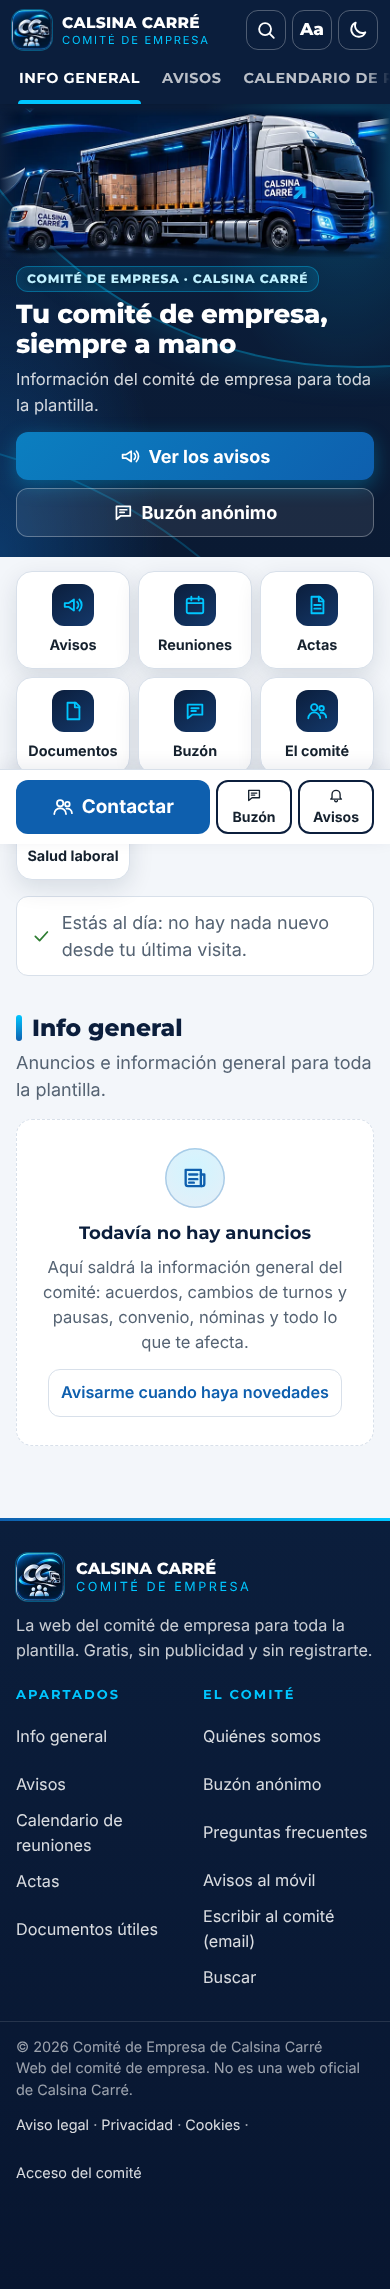 CALSINA CARRÉ
COMITÉ DE EMPRESA
Aa
INFO GENERAL AVISOS CALENDARIO DE
CALSINA CARRÉ
CALSINA CARRÉ
COMITÉ DE EMPRESA · CALSINA CARRÉ
Tu comité de empresa,
siempre a mano
Información del comité de empresa para toda
la plantilla.
Ver los avisos
Buzón anónimo
Avisos Reuniones Actas
Documentos Buzón El comité
Contactar Buzón Avisos
Salud laboral
Estás al día: no hay nada nuevo
desde tu última visita.
Info general
Anuncios e información general para toda
la plantilla.
Todavía no hay anuncios
Aquí saldrá la información general del
comité: acuerdos, cambios de turnos y
pausas, convenio, nóminas y todo lo
que te afecta.
Avisarme cuando haya novedades
CC
CALSINA CARRÉ
COMITÉ DE EMPRESA
La web del comité de empresa para toda la
plantilla. Gratis, sin publicidad y sin registrarte.
APARTADOS
Info general
Avisos
Calendario de
reuniones
Actas
Documentos útiles
EL COMITÉ
Quiénes somos
Buzón anónimo
Preguntas frecuentes
Avisos al móvil
Escribir al comité
(email)
Buscar
© 2026 Comité de Empresa de Calsina Carré
Web del comité de empresa. No es una web oficial
de Calsina Carré.
Aviso legal · Privacidad · Cookies ·
Acceso del comité